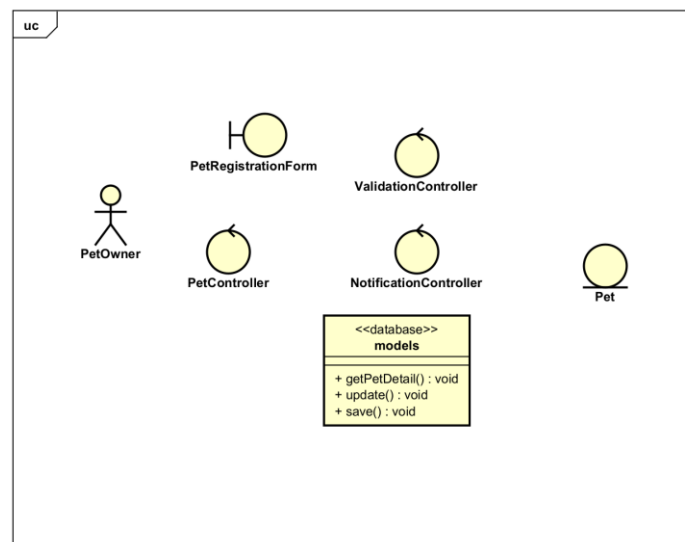 uc
PetRegistrationForm
ValidationController
PetOwner
PetController
NotificationController
Pet
<<database>>
models
+ getPetDetail() : void
+ update() : void
+ save() : void